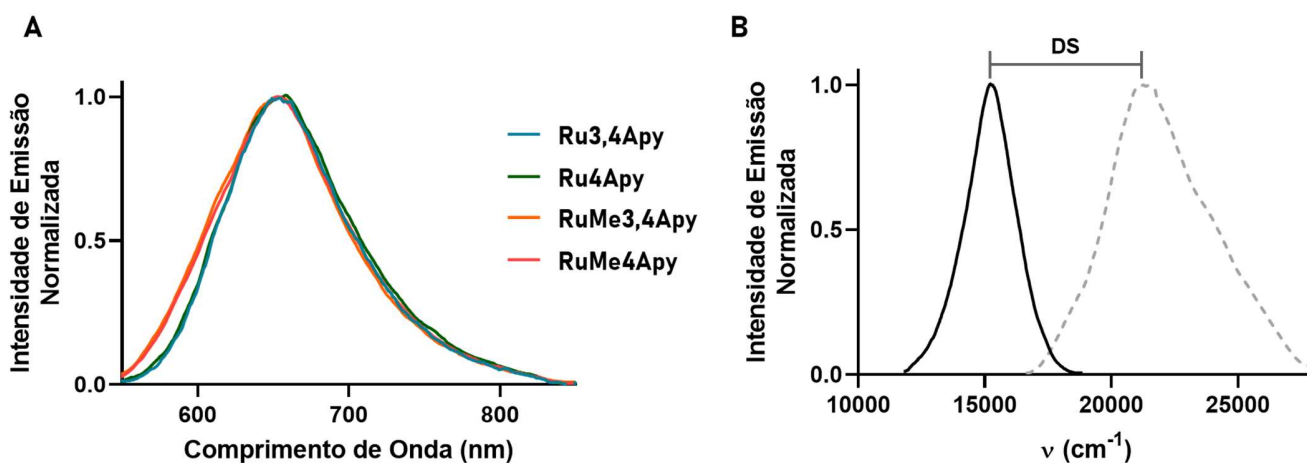 A
Intensidade de Emissão
Normalizada
1.0
0.5
0.0
600
700
800
Comprimento de Onda (nm)
Ru3,4Apy
Ru4Apy
RuMe3,4Apy
RuMe4Apy
B
DS
Intensidade de Emissão
Normalizada
1.0
0.5
0.0
10000
15000
20000
25000
ν (cm⁻¹)